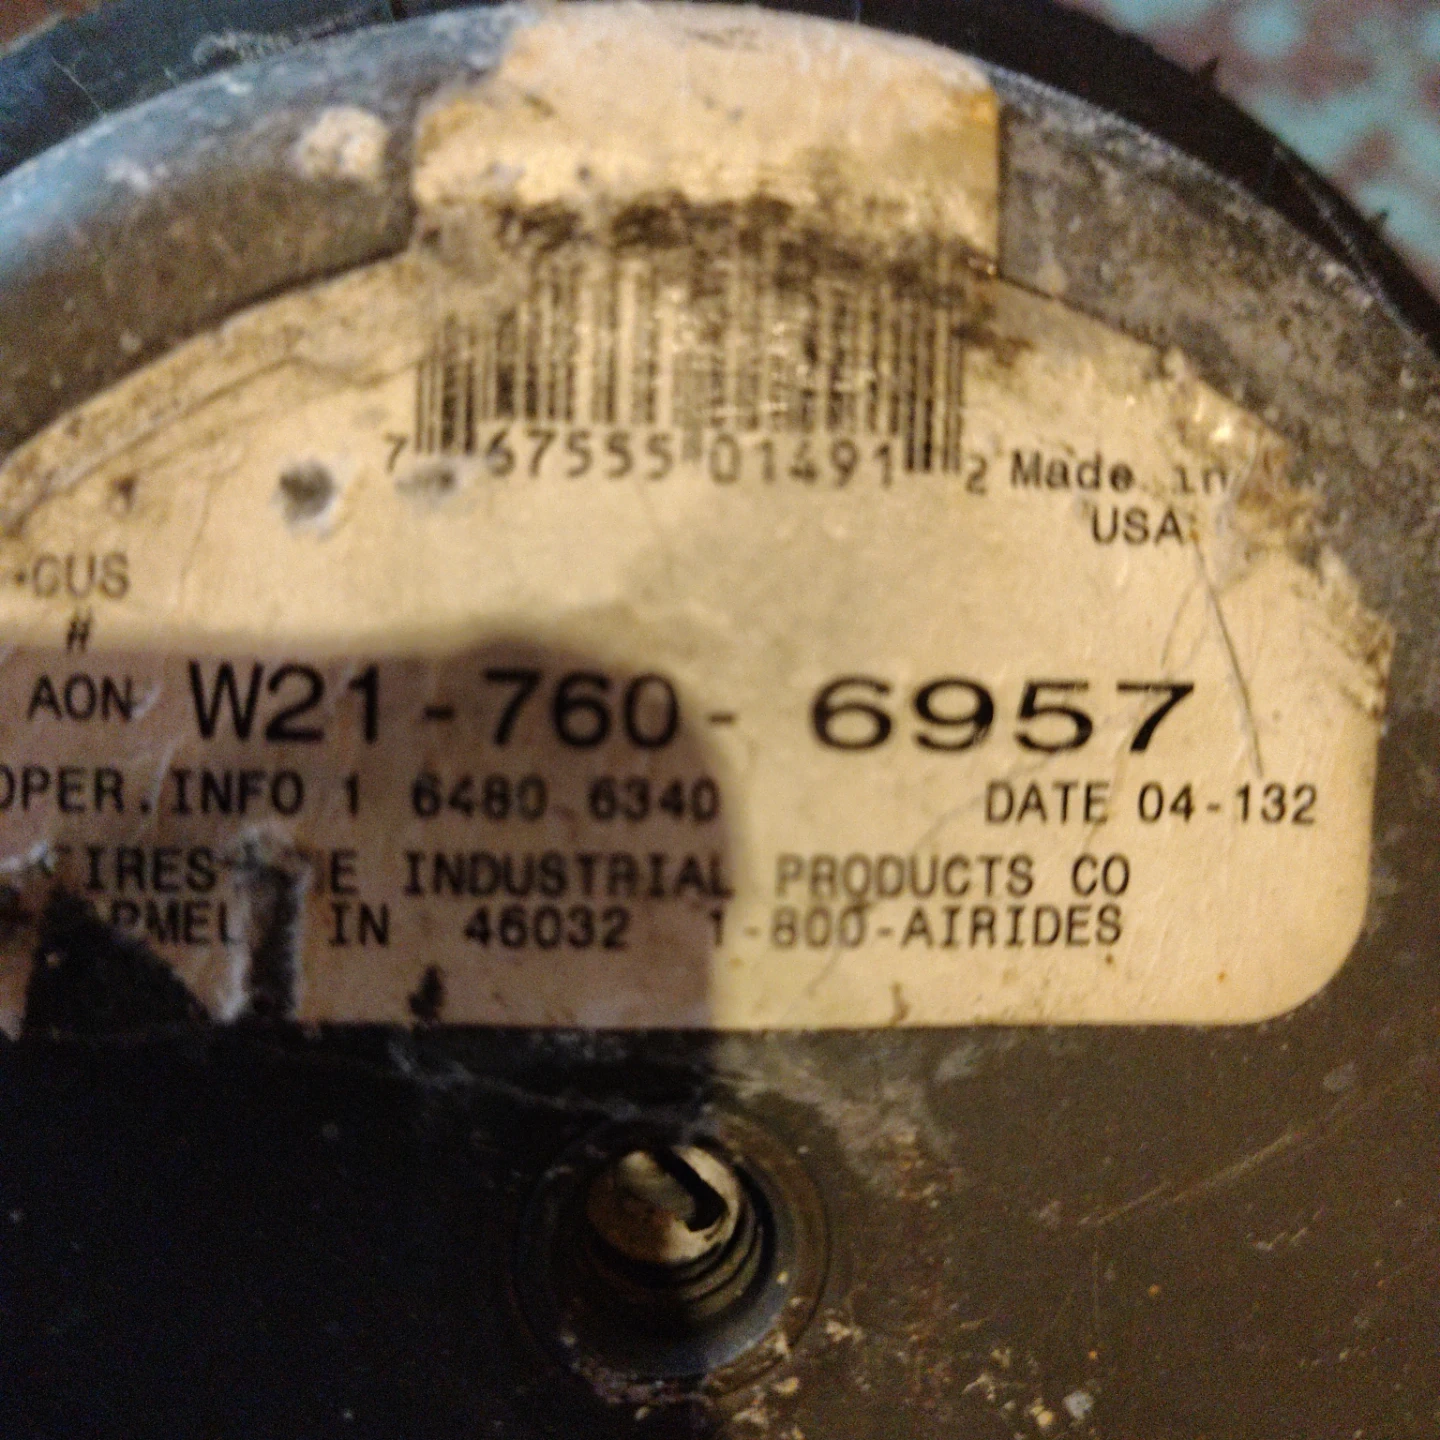 7 67555 01491 2 Made in
USA
CUS
#
AON W21-760- 6957
OPER.INFO 1 6480 6340 DATE 04-132
INDUSTRIAL PRODUCTS CO
IN 46032 1-800-AIRIDES